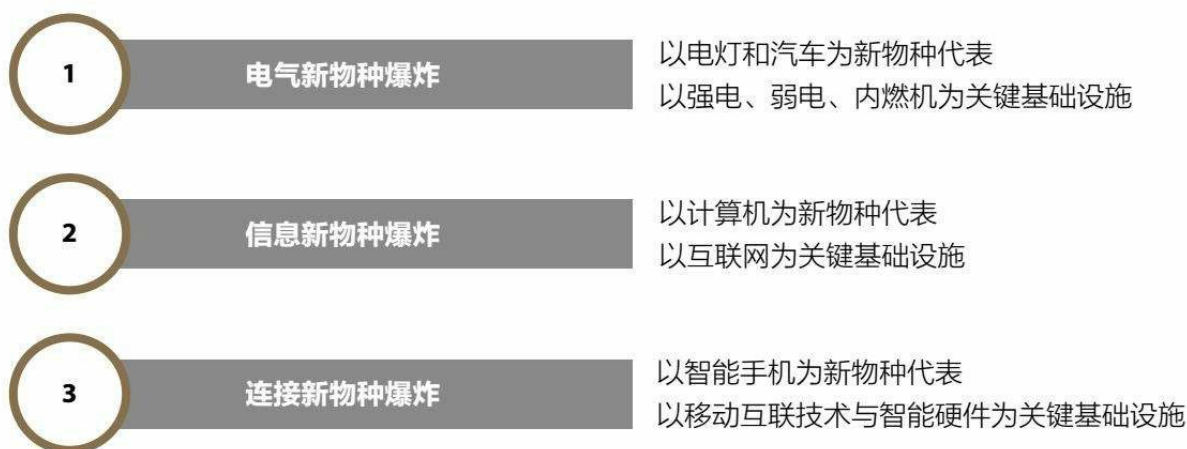 1
电气新物种爆炸
以电灯和汽车为新物种代表
以强电、弱电、内燃机为关键基础设施
2
信息新物种爆炸
以计算机为新物种代表
以互联网为关键基础设施
3
连接新物种爆炸
以智能手机为新物种代表
以移动互联技术与智能硬件为关键基础设施